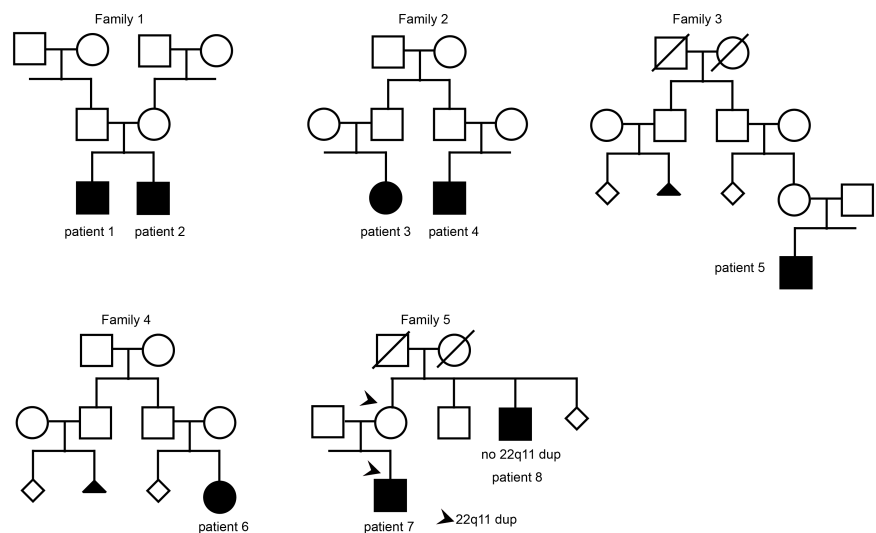 Family 1
Family 2
Family 3
patient 1
patient 2
patient 3
patient 4
patient 5
Family 4
Family 5
no 22q11 dup
patient 8
patient 6
patient 7
22q11 dup